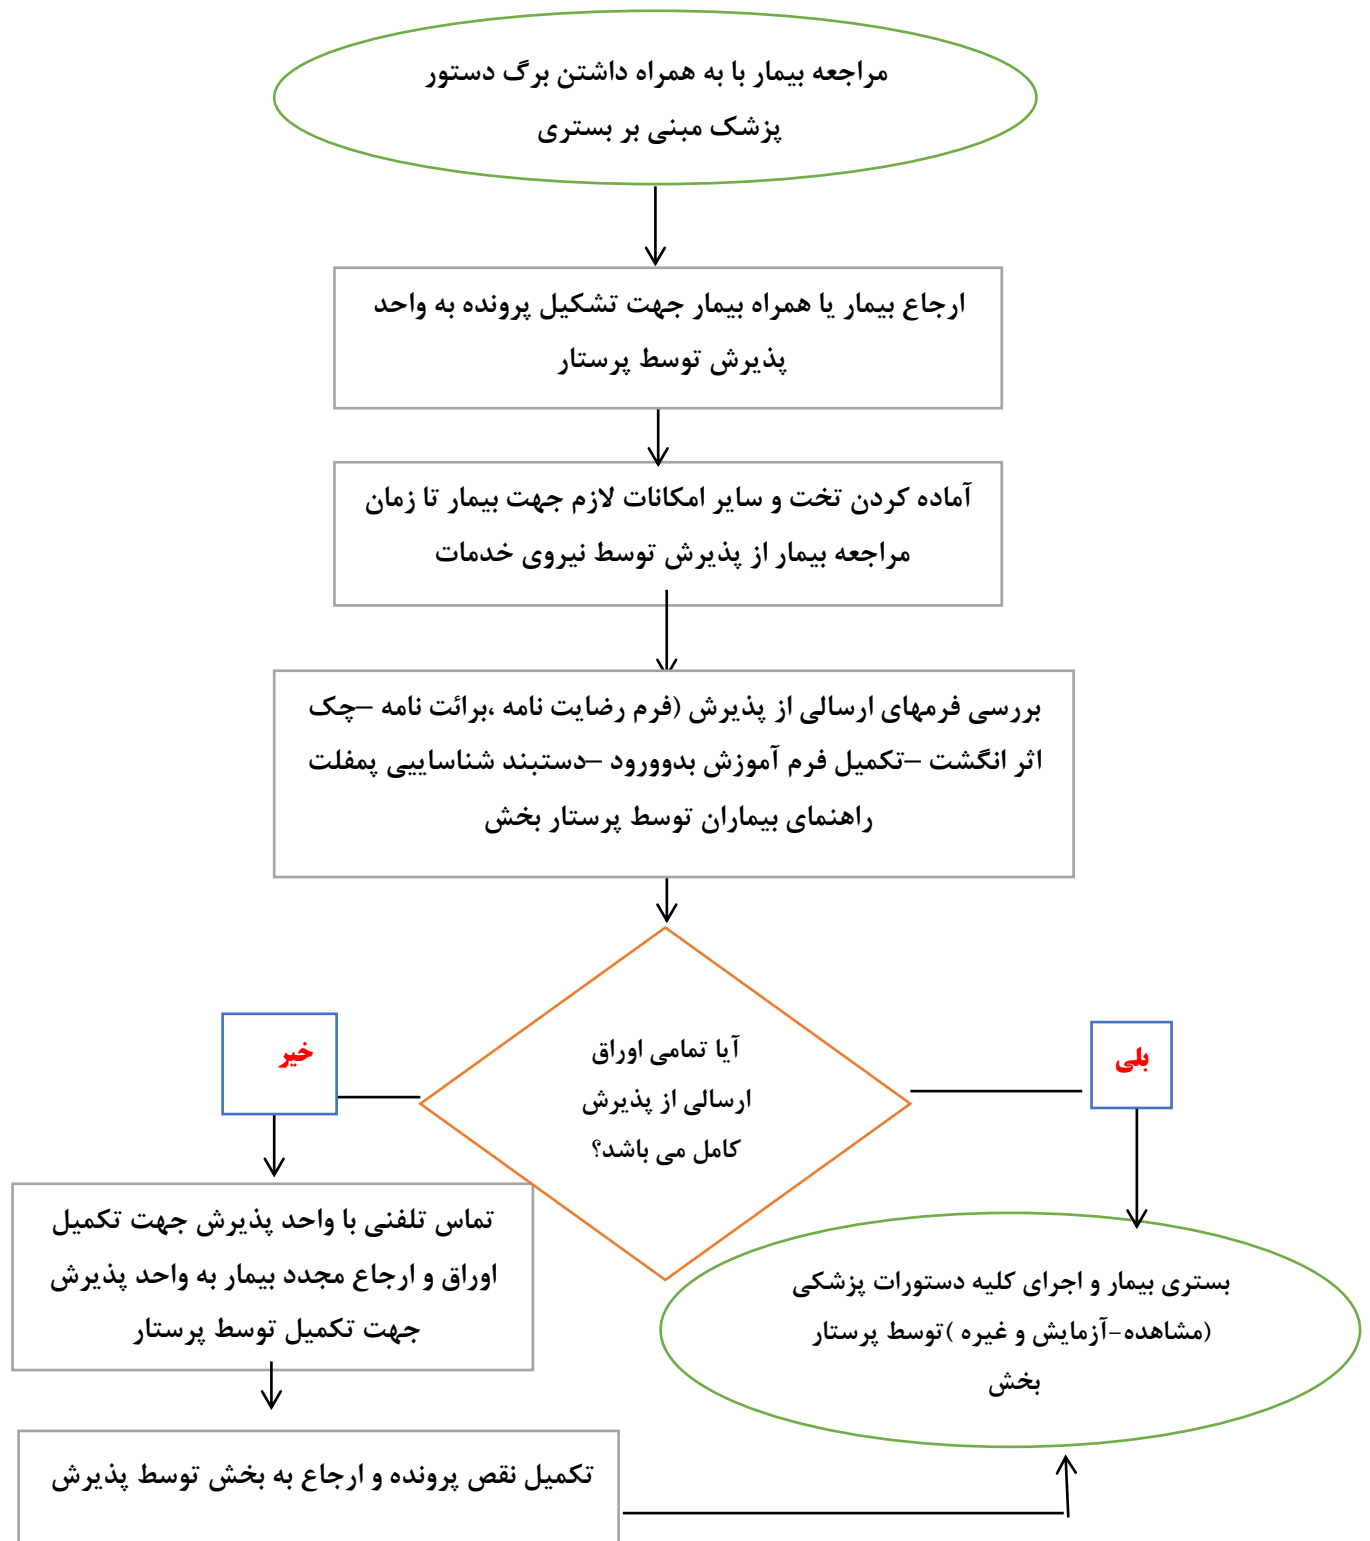 مراجعه بیمار با به همراه داشتن برگ دستور
پزشک مبنی بر بستری
ارجاع بیمار یا همراه بیمار جهت تشکیل پرونده به واحد
پذیرش توسط پرستار
آماده کردن تخت و سایر امکانات لازم جهت بیمار تا زمان
مراجعه بیمار از پذیرش توسط نیروی خدمات
بررسی فرمهای ارسالی از پذیرش (فرم رضایت نامه ،برائت نامه –چک
اثر انگشت –تکمیل فرم آموزش بدوورود –دستبند شناساییی پمفلت
راهنمای بیماران توسط پرستار بخش
آیا تمامی اوراق
ارسالی از پذیرش
کامل می باشد؟
بلی
خیر
تماس تلفنی با واحد پذیرش جهت تکمیل
اوراق و ارجاع مجدد بیمار به واحد پذیرش
جهت تکمیل توسط پرستار
بستری بیمار و اجرای کلیه دستورات پزشکی
(مشاهده-آزمایش و غیره )توسط پرستار
بخش
تکمیل نقص پرونده و ارجاع به بخش توسط پذیرش